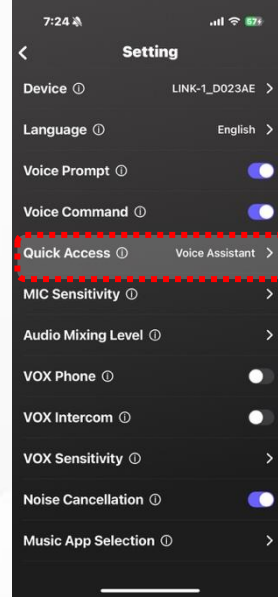 7:24
57
Setting
Device LINK-1_D023AE
Language English
Voice Prompt
Voice Command
Quick Access Voice Assistant
MIC Sensitivity
Audio Mixing Level
VOX Phone
VOX Intercom
VOX Sensitivity
Noise Cancellation
Music App Selection